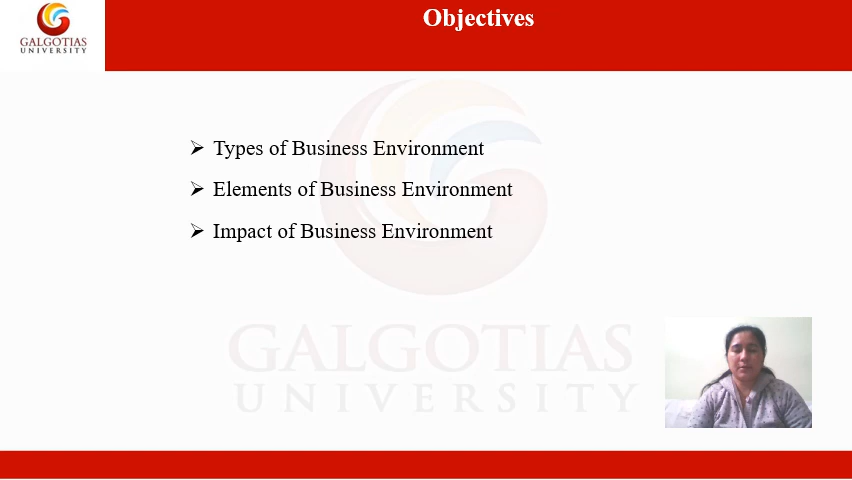 Objectives
GALGOTIAS
UNIVERSITY
➢ Types of Business Environment
➢ Elements of Business Environment
➢ Impact of Business Environment
GALGOTIAS
UNIVERSITY